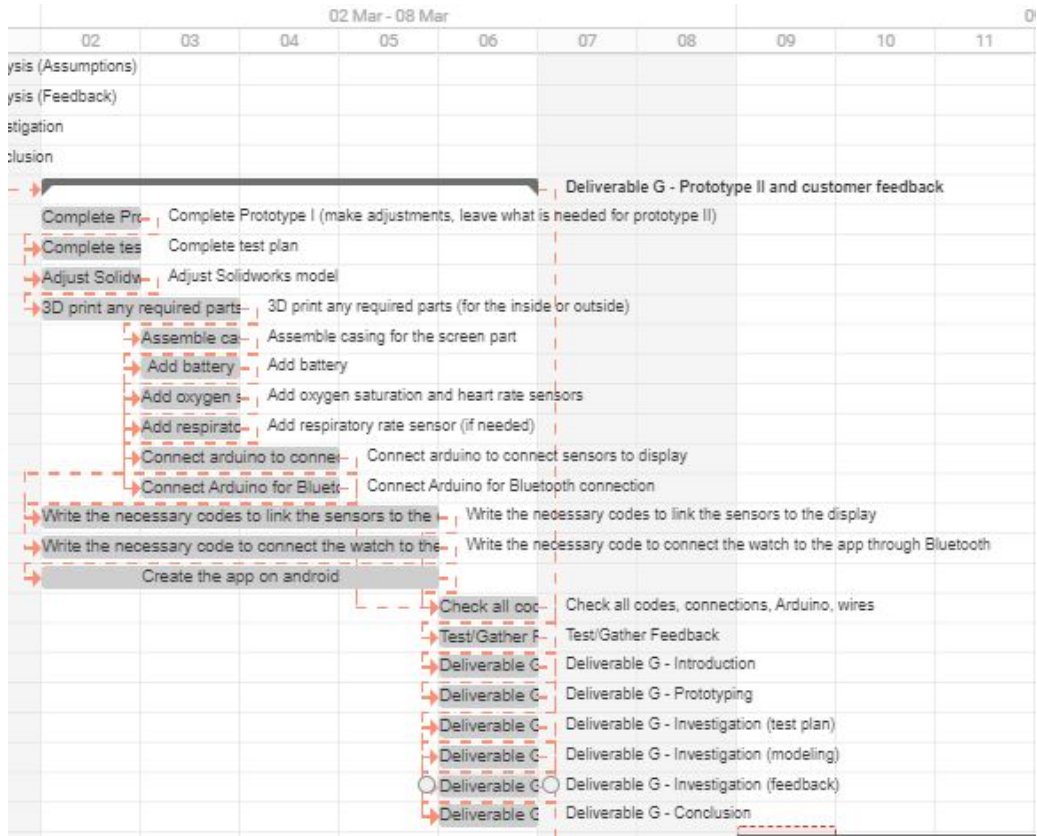 02 Mar - 08 Mar
02 03 04 05 06 07 08 09 10 11
ysis (Assumptions)
ysis (Feedback)
stigation
clusion
Deliverable G - Prototype II and customer feedback
Complete Pro Complete Prototype I (make adjustments, leave what is needed for prototype II)
Complete tes Complete test plan
Adjust Solidw Adjust Solidworks model
3D print any required parts 3D print any required parts (for the inside or outside)
Assemble ca Assemble casing for the screen part
Add battery Add battery
Add oxygen s Add oxygen saturation and heart rate sensors
Add respirato Add respiratory rate sensor (if needed)
Connect arduino to connec Connect arduino to connect sensors to display
Connect Arduino for Blueto Connect Arduino for Bluetooth connection
Write the necessary codes to link the sensors to the Write the necessary codes to link the sensors to the display
Write the necessary code to connect the watch to the Write the necessary code to connect the watch to the app through Bluetooth
Create the app on android
Check all cod Check all codes, connections, Arduino, wires
Test/Gather F Test/Gather Feedback
Deliverable G Deliverable G - Introduction
Deliverable G Deliverable G - Prototyping
Deliverable G Deliverable G - Investigation (test plan)
Deliverable G Deliverable G - Investigation (modeling)
Deliverable G Deliverable G - Investigation (feedback)
Deliverable G Deliverable G - Conclusion